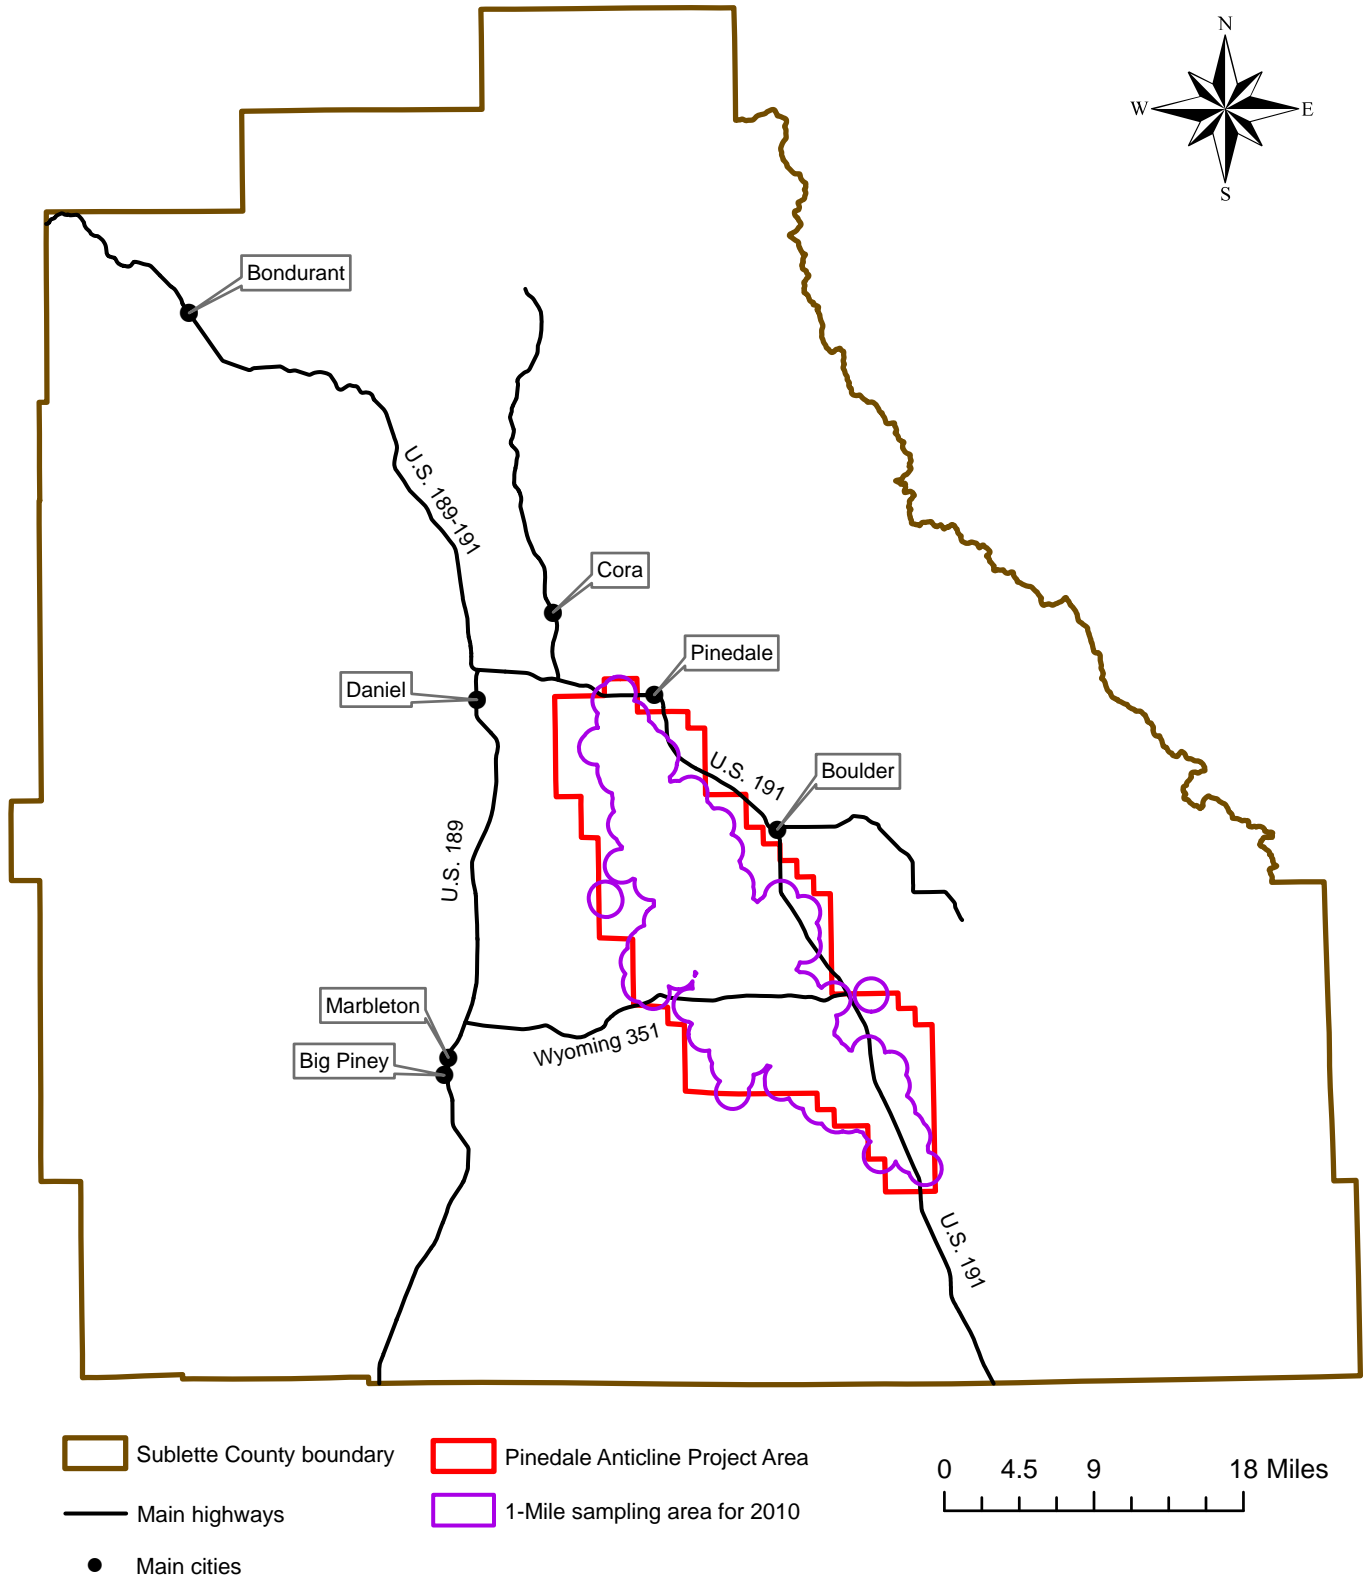 N
W
E
S
Bondurant
U.S. 189-191
Cora
Pinedale
Daniel
U.S. 191
Boulder
U.S. 189
Marbleton
Wyoming 351
Big Piney
U.S. 191
Sublette County boundary
Main highways
Main cities
Pinedale Anticline Project Area
1-Mile sampling area for 2010
0 4.5 9 18 Miles